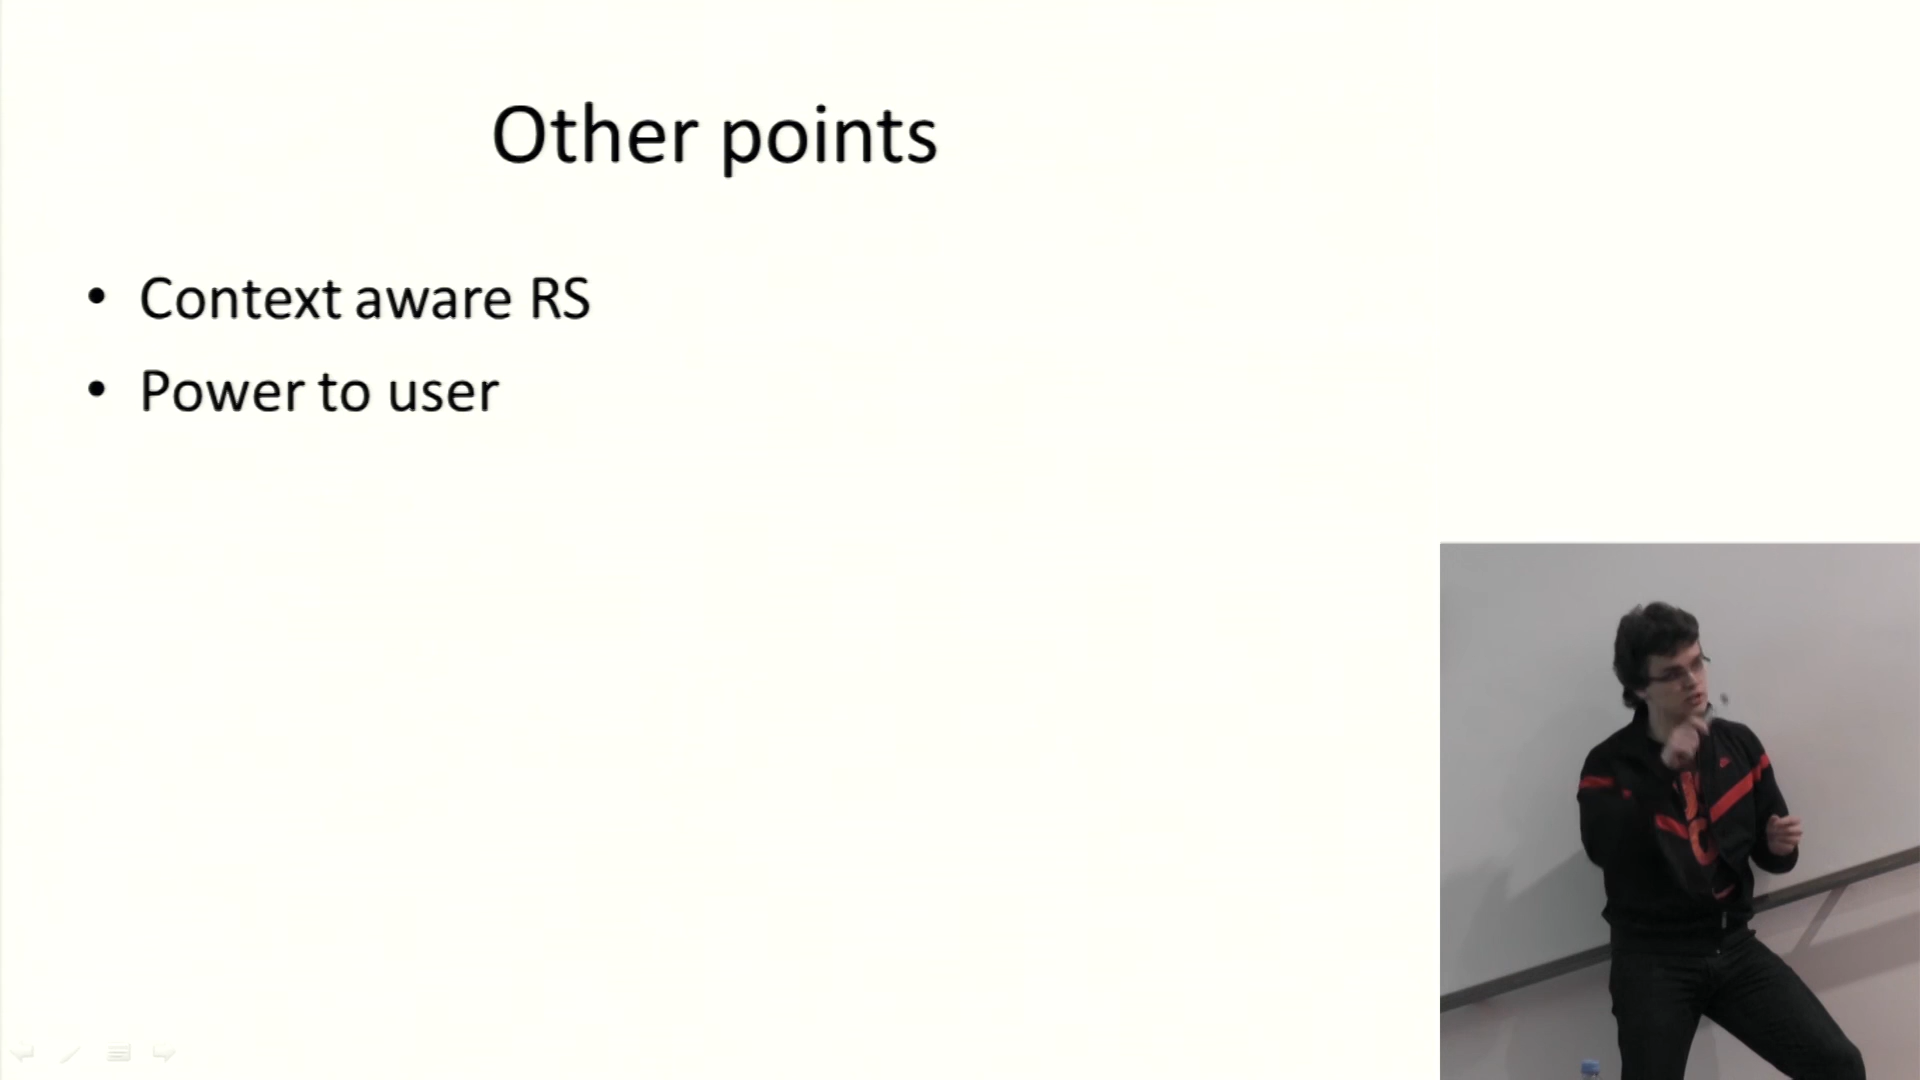 Other points
• Context aware RS
• Power to user